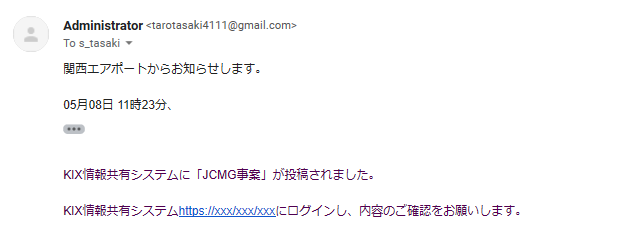 Administrator <tarotasaki4111@gmail.com>
To s_tasaki
関西エアポートからお知らせします。
05月08日 11時23分、
KIX情報共有システムに「JCMG事案」が投稿されました。
KIX情報共有システムhttps://xxx/xxx/xxxにログインし、内容のご確認をお願いします。